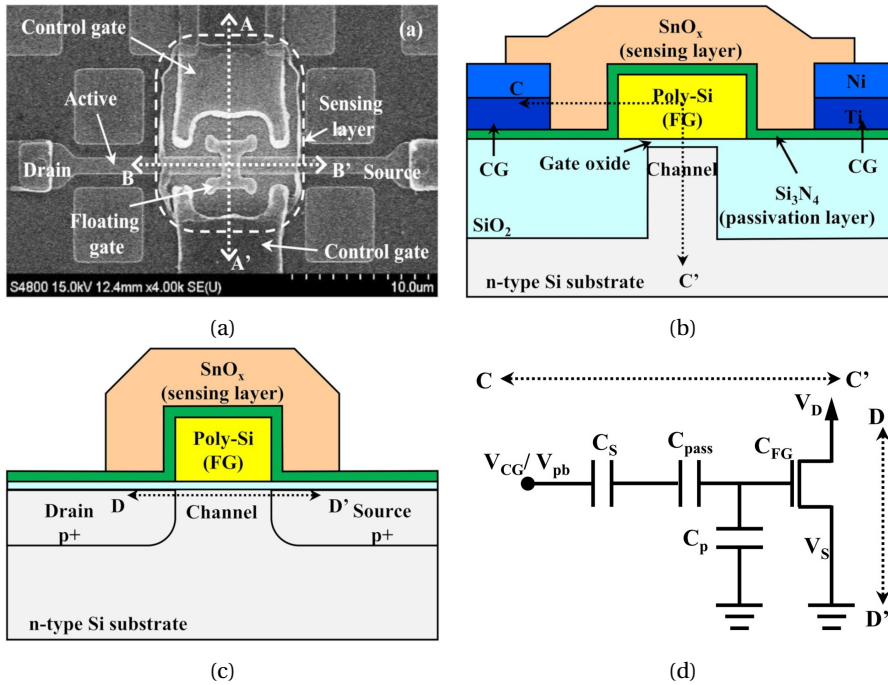 A
(a)
Control gate
Active
Sensing
layer
Drain
B
B'
Source
Floating
gate
A'
Control gate
S4800 15.0kV 12.4mm x4.00k SE(U)
10.0um
(a)
SnOx
(sensing layer)
C
Poly-Si
(FG)
Ni
Ti
CG
Gate oxide
Channel
CG
Si3N4
(passivation layer)
SiO2
C'
n-type Si substrate
(b)
SnOx
(sensing layer)
Poly-Si
(FG)
D
D'
Drain
p+
Channel
Source
p+
n-type Si substrate
(c)
C
C'
VD
D
CS
Cpass
CFG
VCG/ Vpb
Cp
VS
D'
(d)